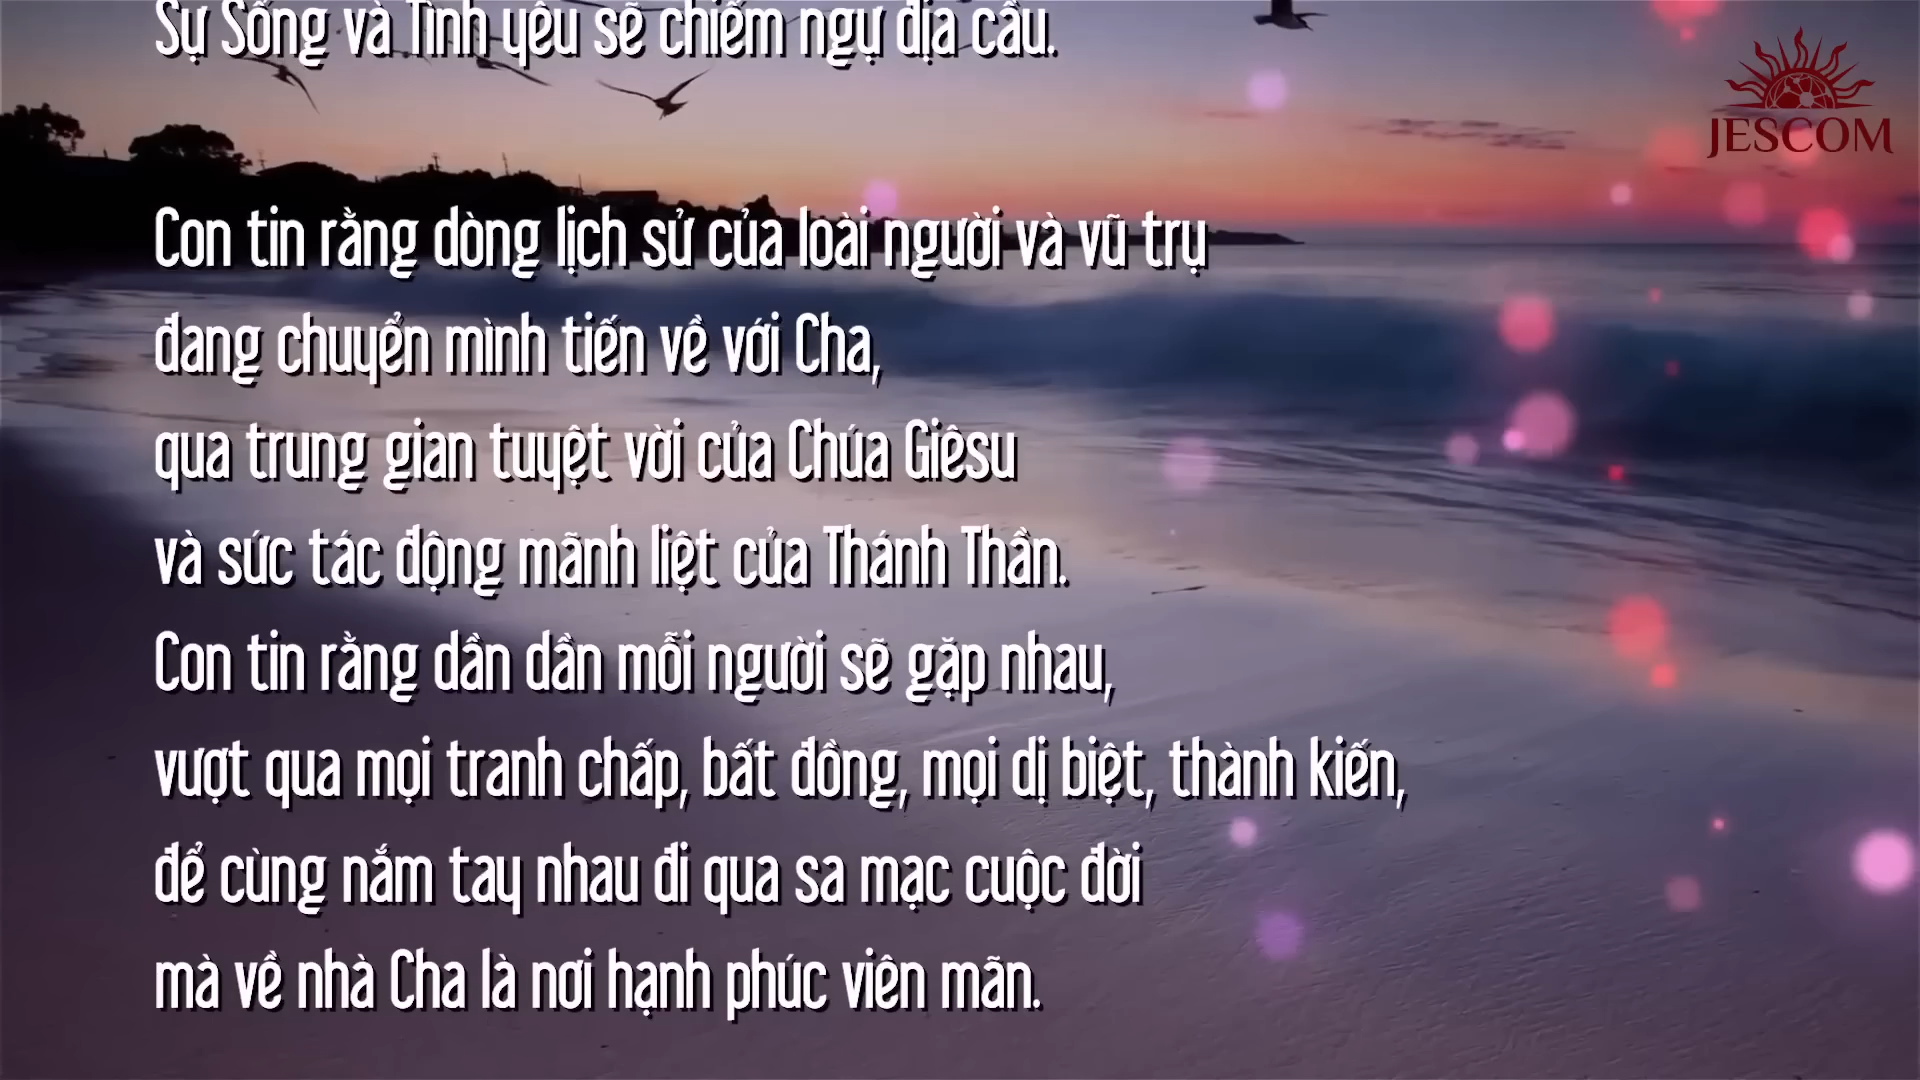 Sự Sống và Tình yêu sẽ chiếm ngự địa cầu.
JESCOM
Con tin rằng dòng lịch sử của loài người và vũ trụ
đang chuyển mình tiến về với Cha,
qua trung gian tuyệt vời của Chúa Giêsu
và sức tác động mãnh liệt của Thánh Thần.
Con tin rằng dần dần mỗi người sẽ gặp nhau,
vượt qua mọi tranh chấp, bất đồng, mọi dị biệt, thành kiến,
để cùng nắm tay nhau đi qua sa mạc cuộc đời
mà về nhà Cha là nơi hạnh phúc viên mãn.